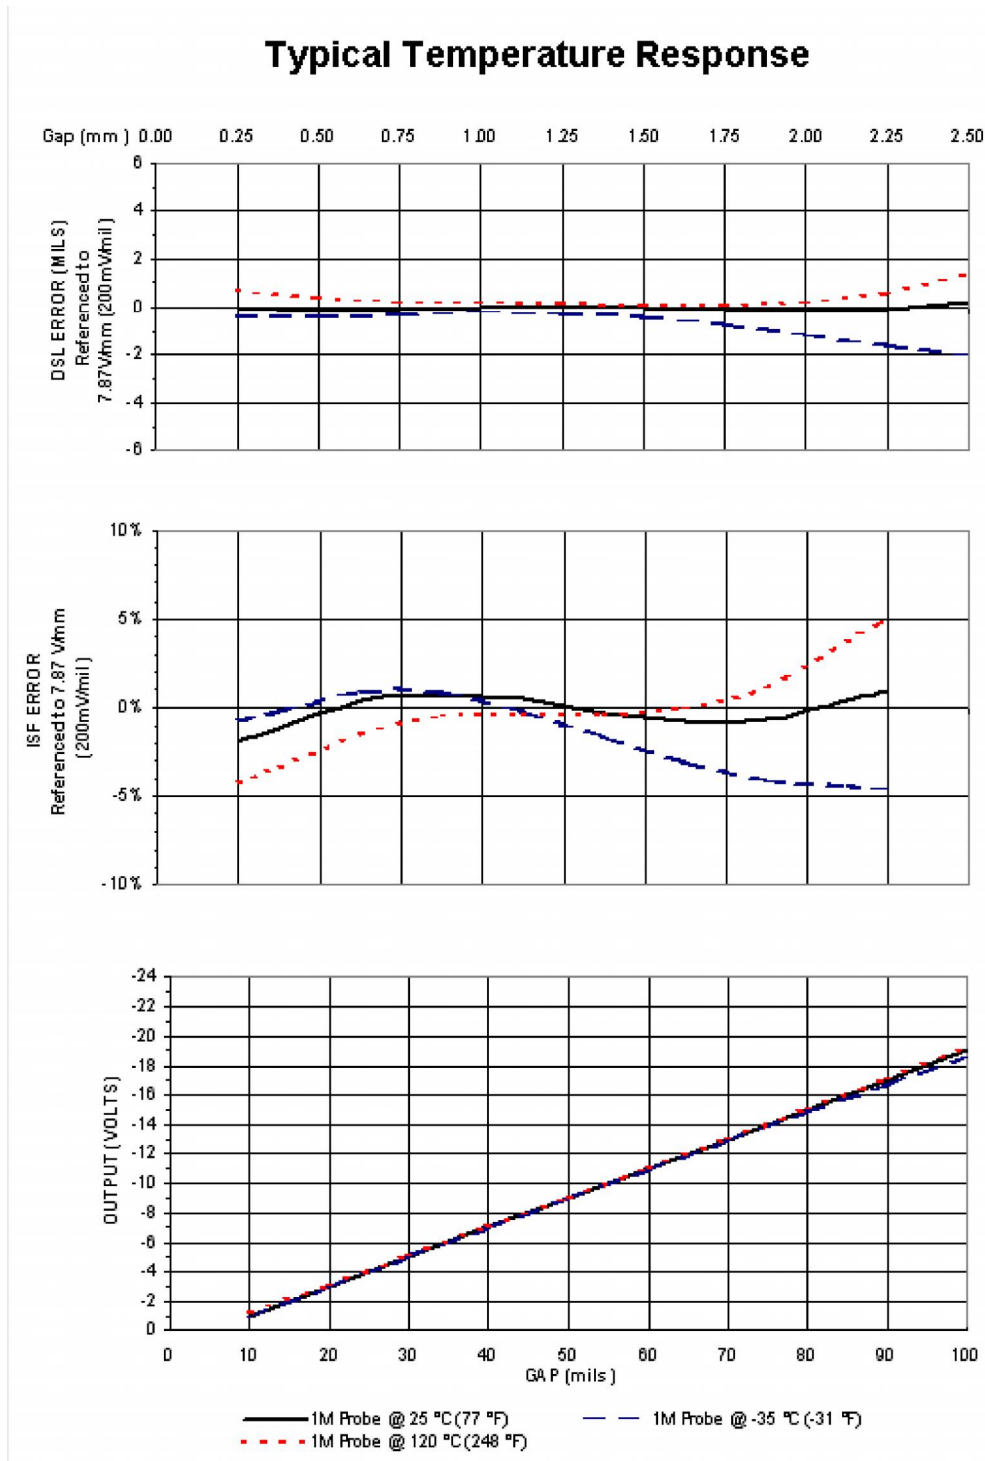 Typical Temperature Response
Gap (mm) 0.00 0.25 0.50 0.75 1.00 1.25 1.50 1.75 2.00 2.25 2.50
6
4
2
0
-2
-4
-6
DSL ERROR (MILS)
Referenced to
7.87V/mm (200mV/mil)
10%
5%
0%
-5%
-10%
ISF ERROR
Referenced to 7.87 V/mm
(200mV/mil)
-24
-22
-20
-18
-16
-14
-12
-10
-8
-6
-4
-2
0
OUTPUT (VOLTS)
0 10 20 30 40 50 60 70 80 90 100
GAP (mils)
1M Probe @ 25 °C (77 °F)
1M Probe @ -35 °C (-31 °F)
1M Probe @ 120 °C (248 °F)